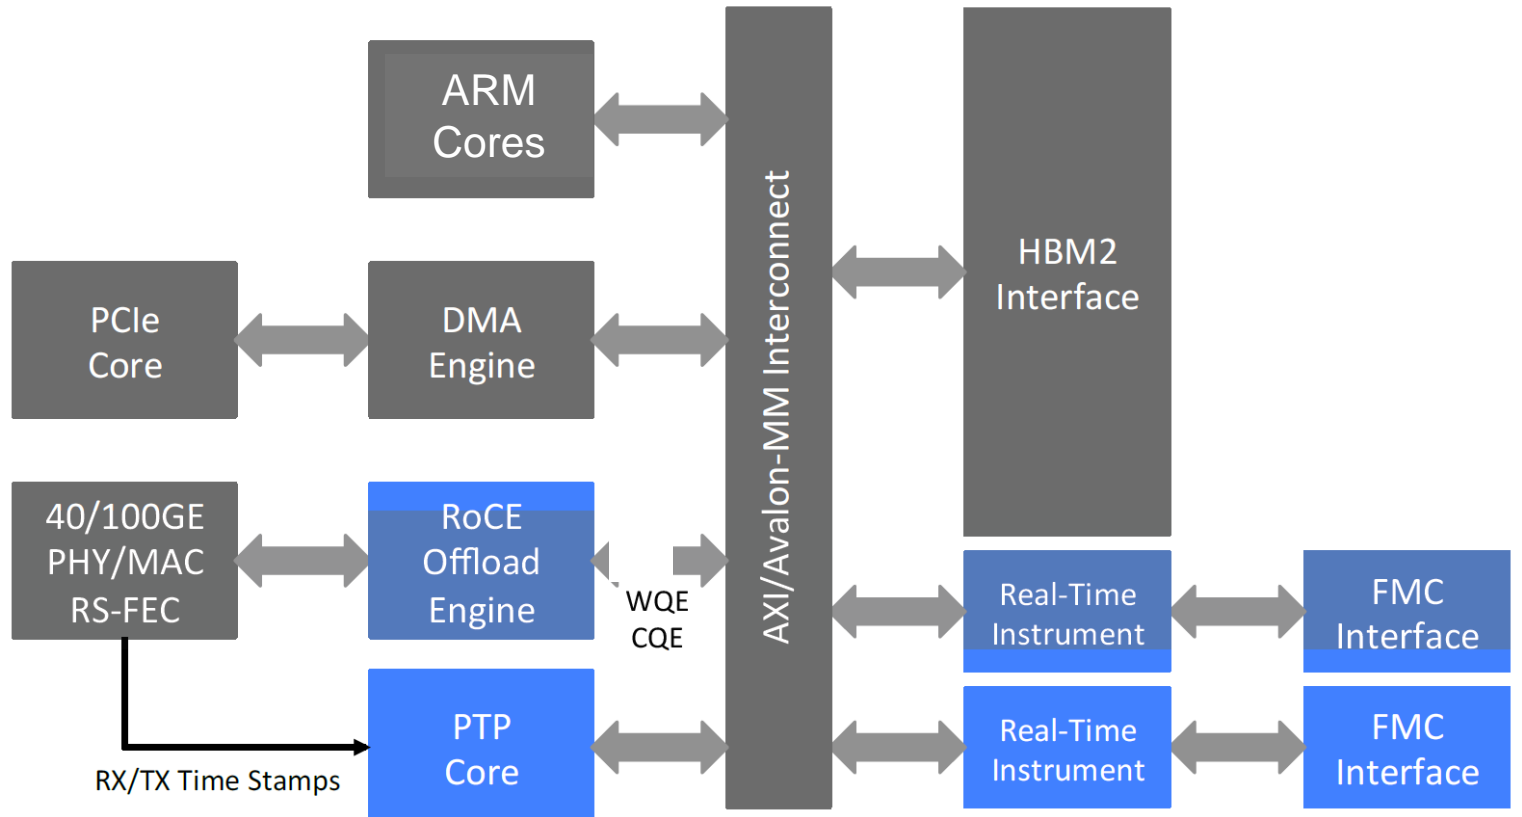 ARM
Cores
HBM2
Interface
PCIe
Core
DMA
Engine
AXI/Avalon-MM Interconnect
40/100GE
PHY/MAC
RS-FEC
RoCE
Offload
Engine
WQE
CQE
Real-Time
Instrument
FMC
Interface
PTP
Core
Real-Time
Instrument
FMC
Interface
RX/TX Time Stamps